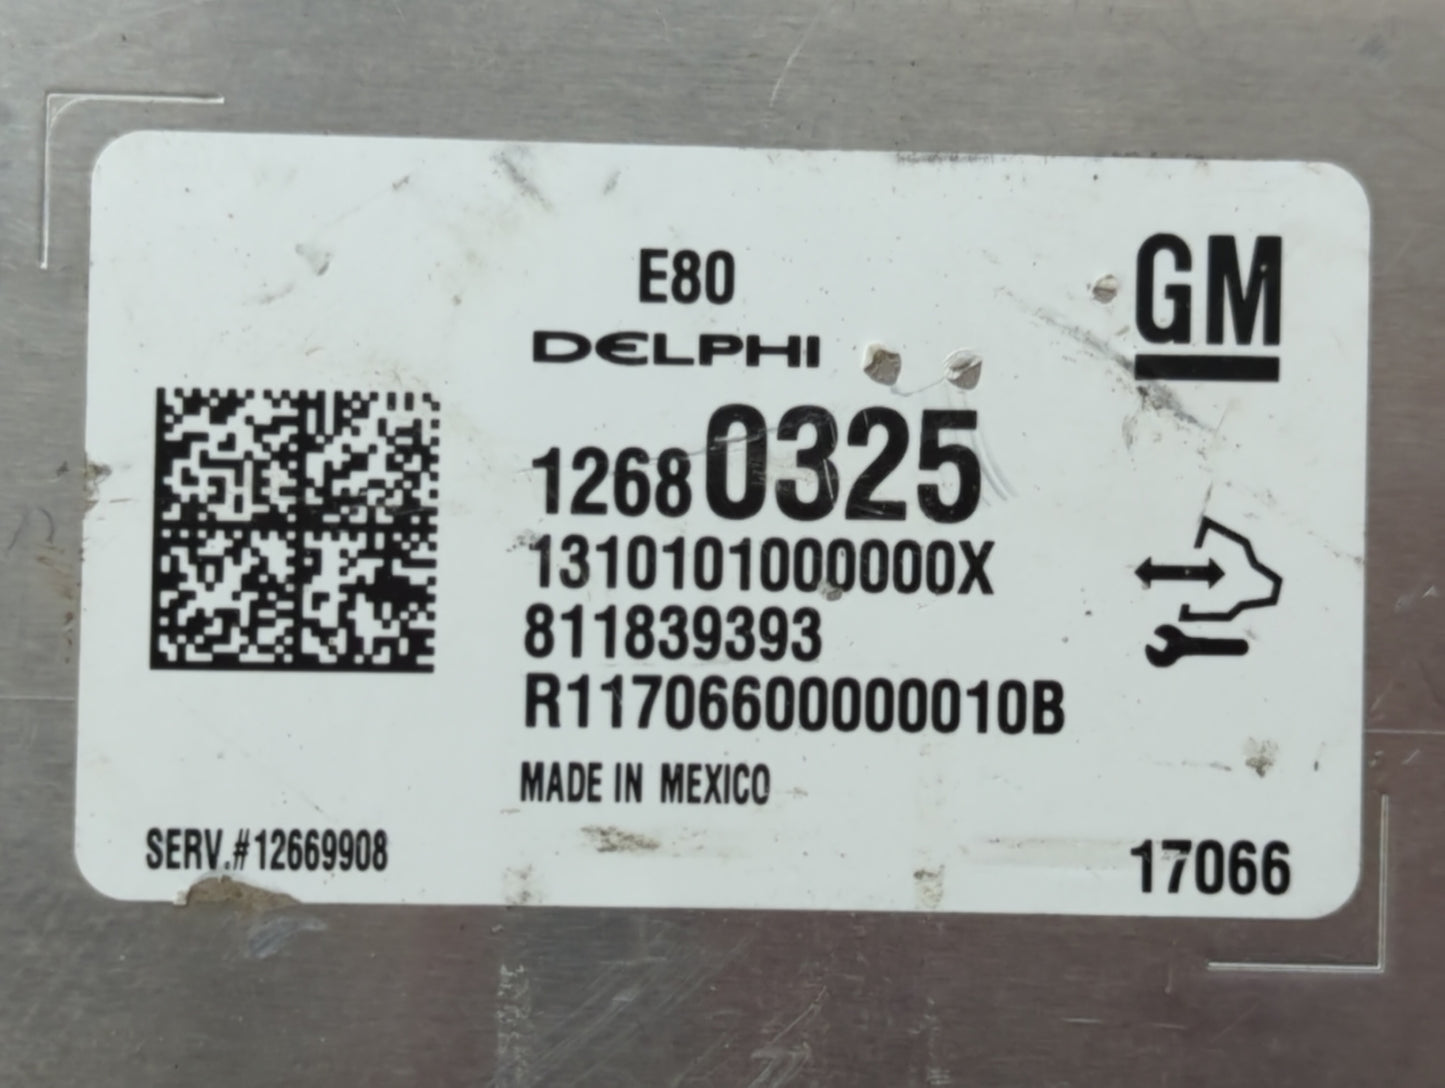 E80
GM
DELPHI
12680325
1310101000000X
811839393
R11706600000010B
MADE IN MEXICO
SERV.#12669908
17066